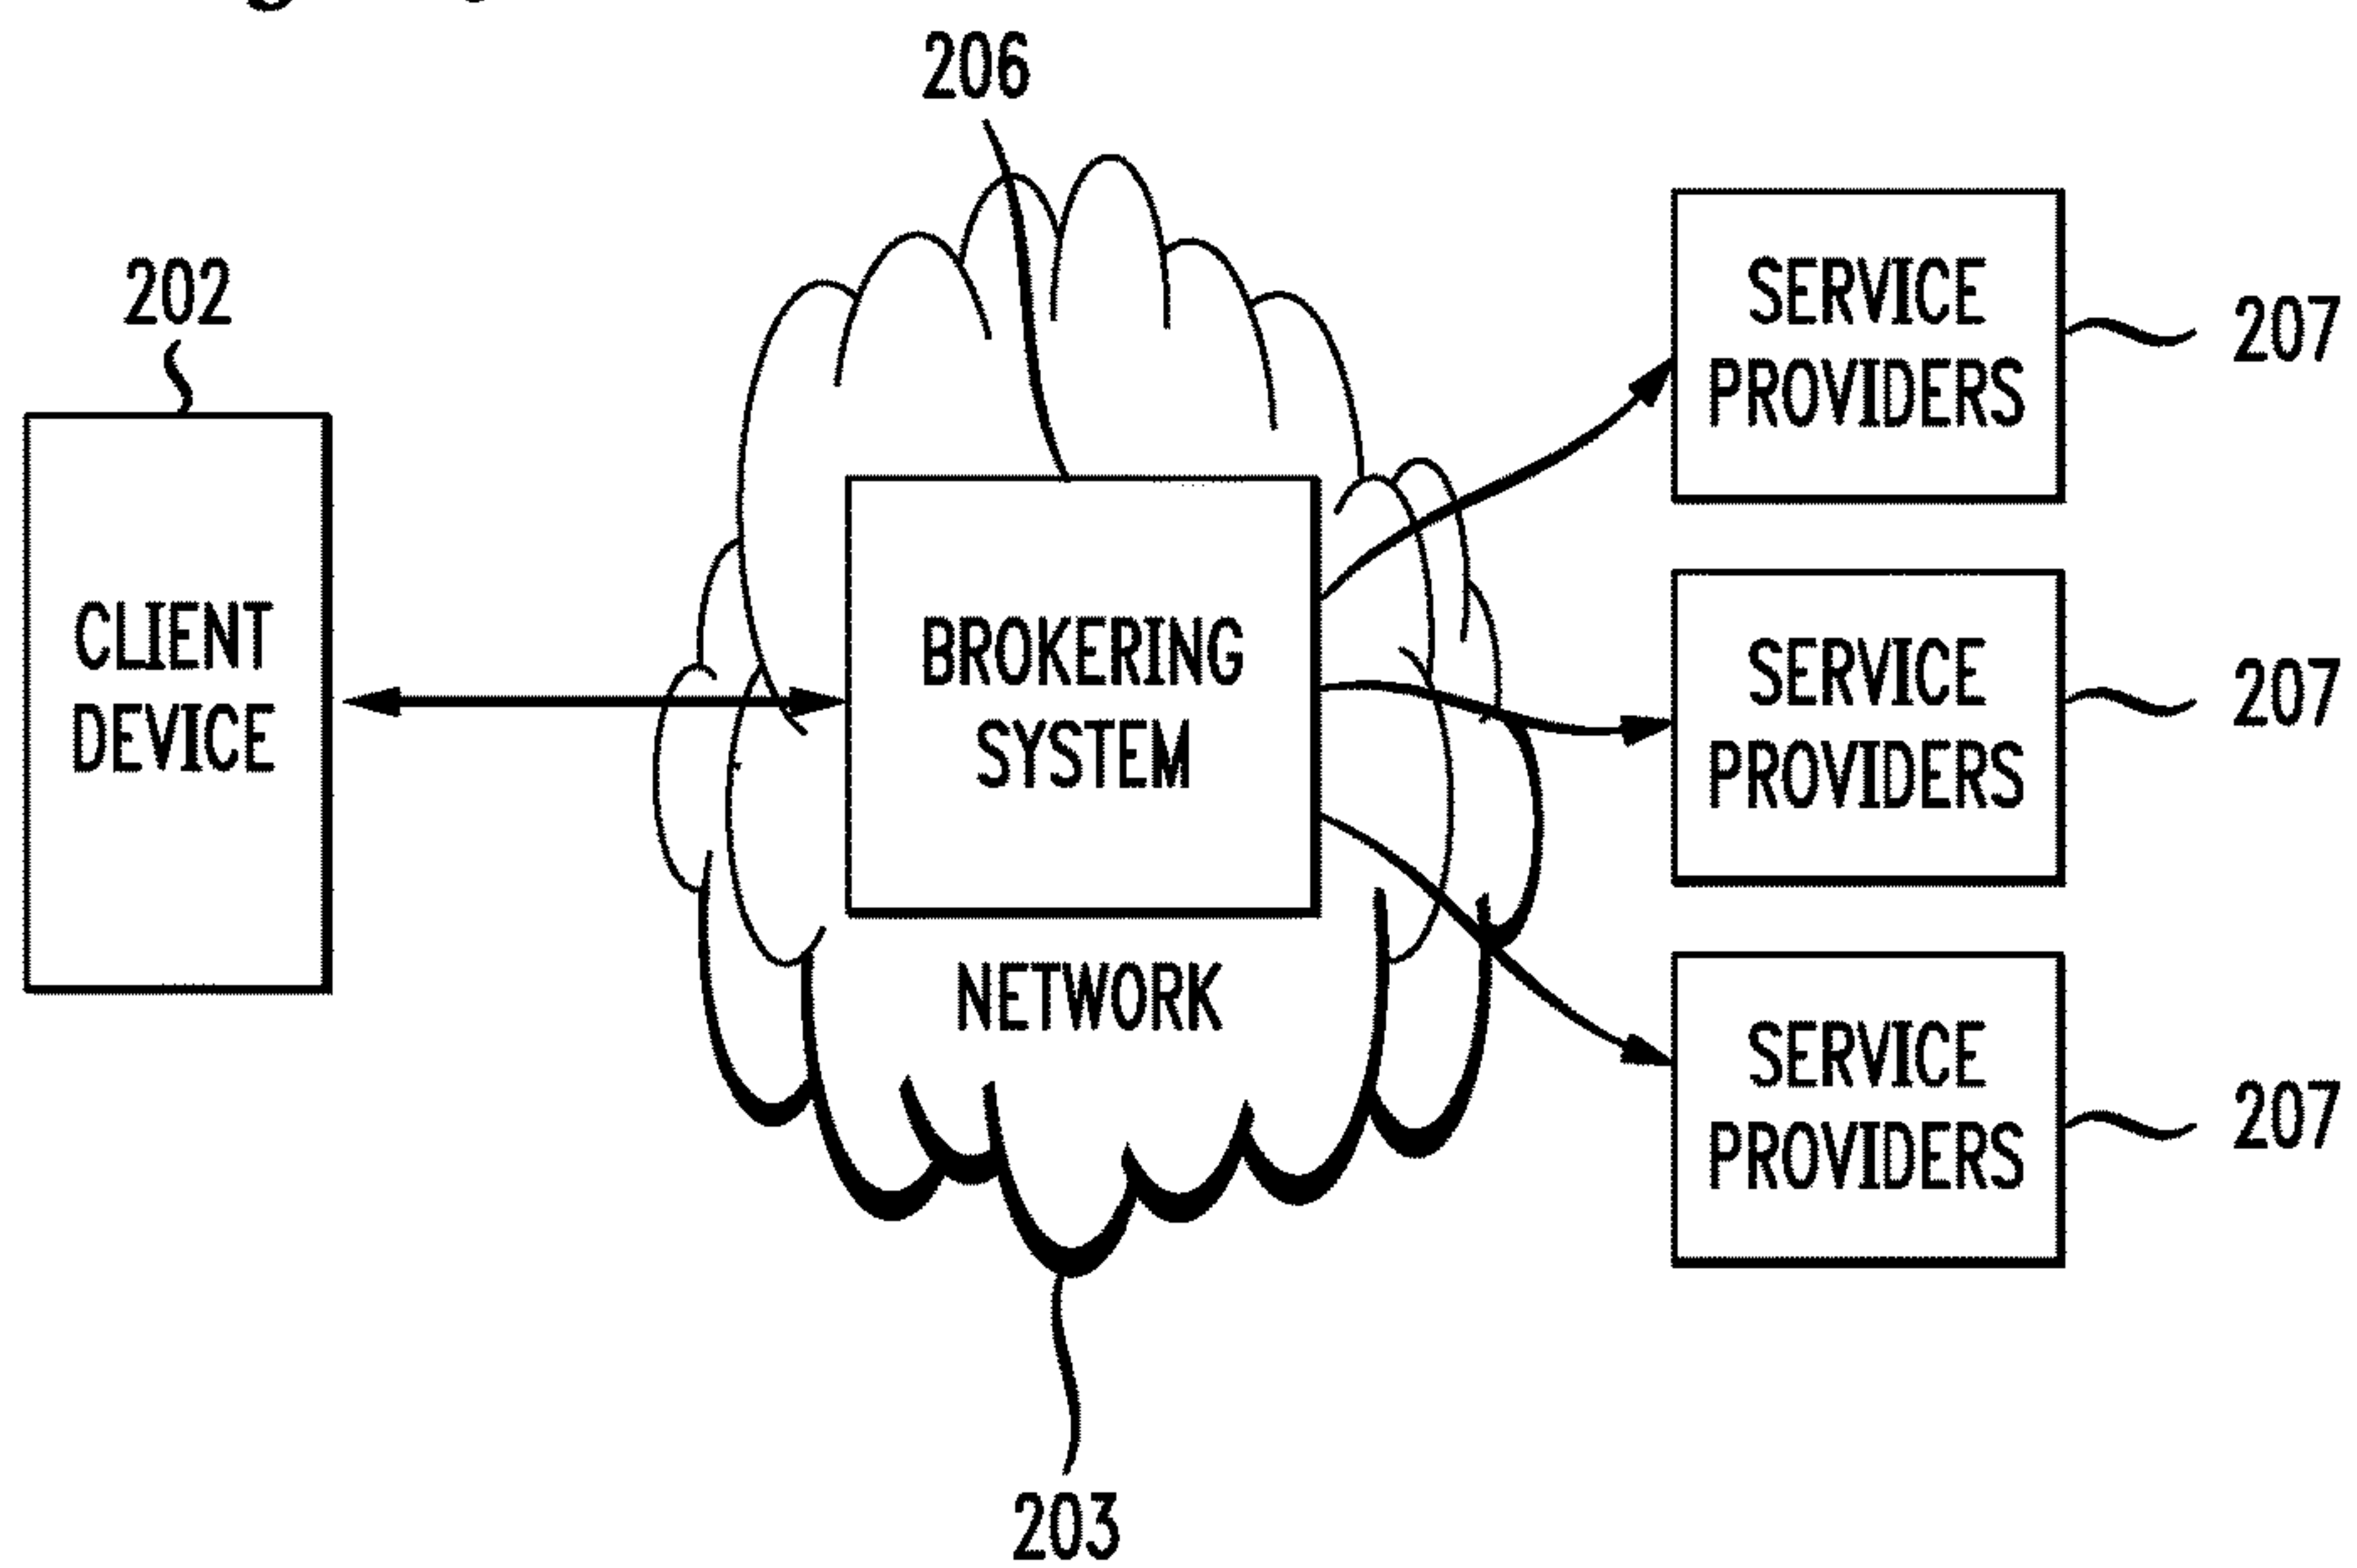 206
202
CLIENT
DEVICE
BROKERING
SYSTEM
NETWORK
203
SERVICE
PROVIDERS
207
SERVICE
PROVIDERS
207
SERVICE
PROVIDERS
207